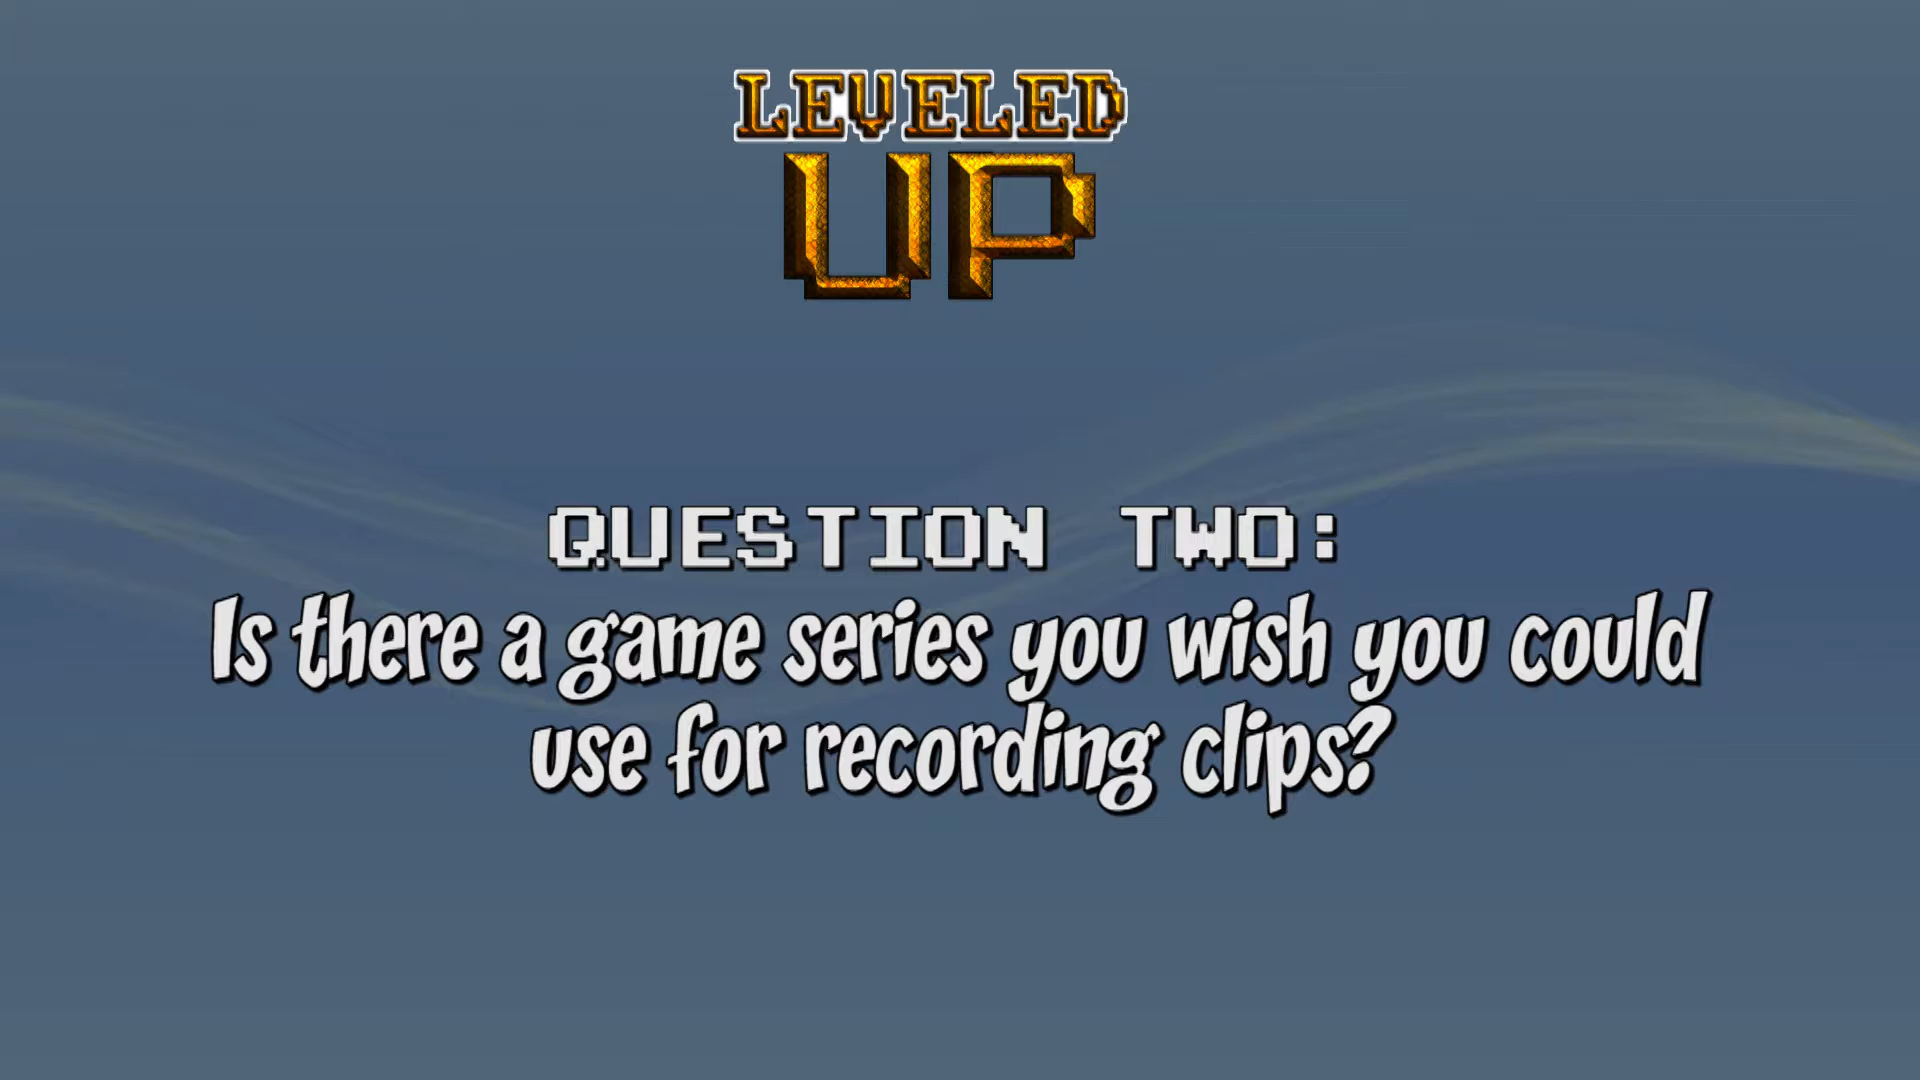 LEVELED
UP
QUESTION TWO:
Is there a game series you wish you could
use for recording clips?